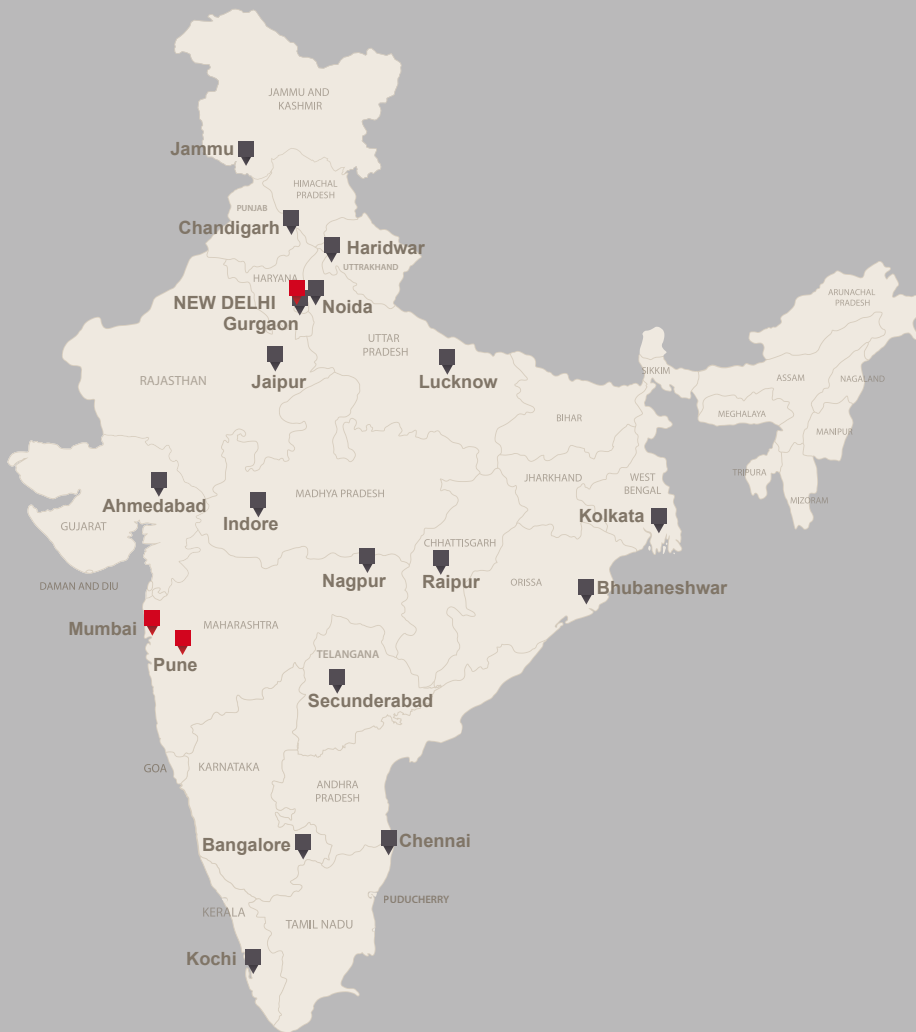 JAMMU AND
KASHMIR
Jammu
HIMACHAL
PRADESH
PUNJAB
Chandigarh
Haridwar
UTTRAKHAND
HARYANA
NEW DELHI
Noida
Gurgaon
UTTAR
PRADESH
ARUNACHAL
PRADESH
RAJASTHAN
Jaipur
Lucknow
SIKKIM
ASSAM
NAGALAND
BIHAR
MEGHALAYA
MANIPUR
TRIPURA
MIZORAM
JHARKHAND
WEST
BENGAL
MADHYA PRADESH
Ahmedabad
GUJARAT
Indore
Kolkata
CHHATTISGARH
Nagpur
Raipur
ORISSA
Bhubaneshwar
DAMAN AND DIU
Mumbai
MAHARASHTRA
Pune
TELANGANA
Secunderabad
GOA
KARNATAKA
ANDHRA
PRADESH
Bangalore
Chennai
PUDUCHERRY
KERALA
TAMIL NADU
Kochi